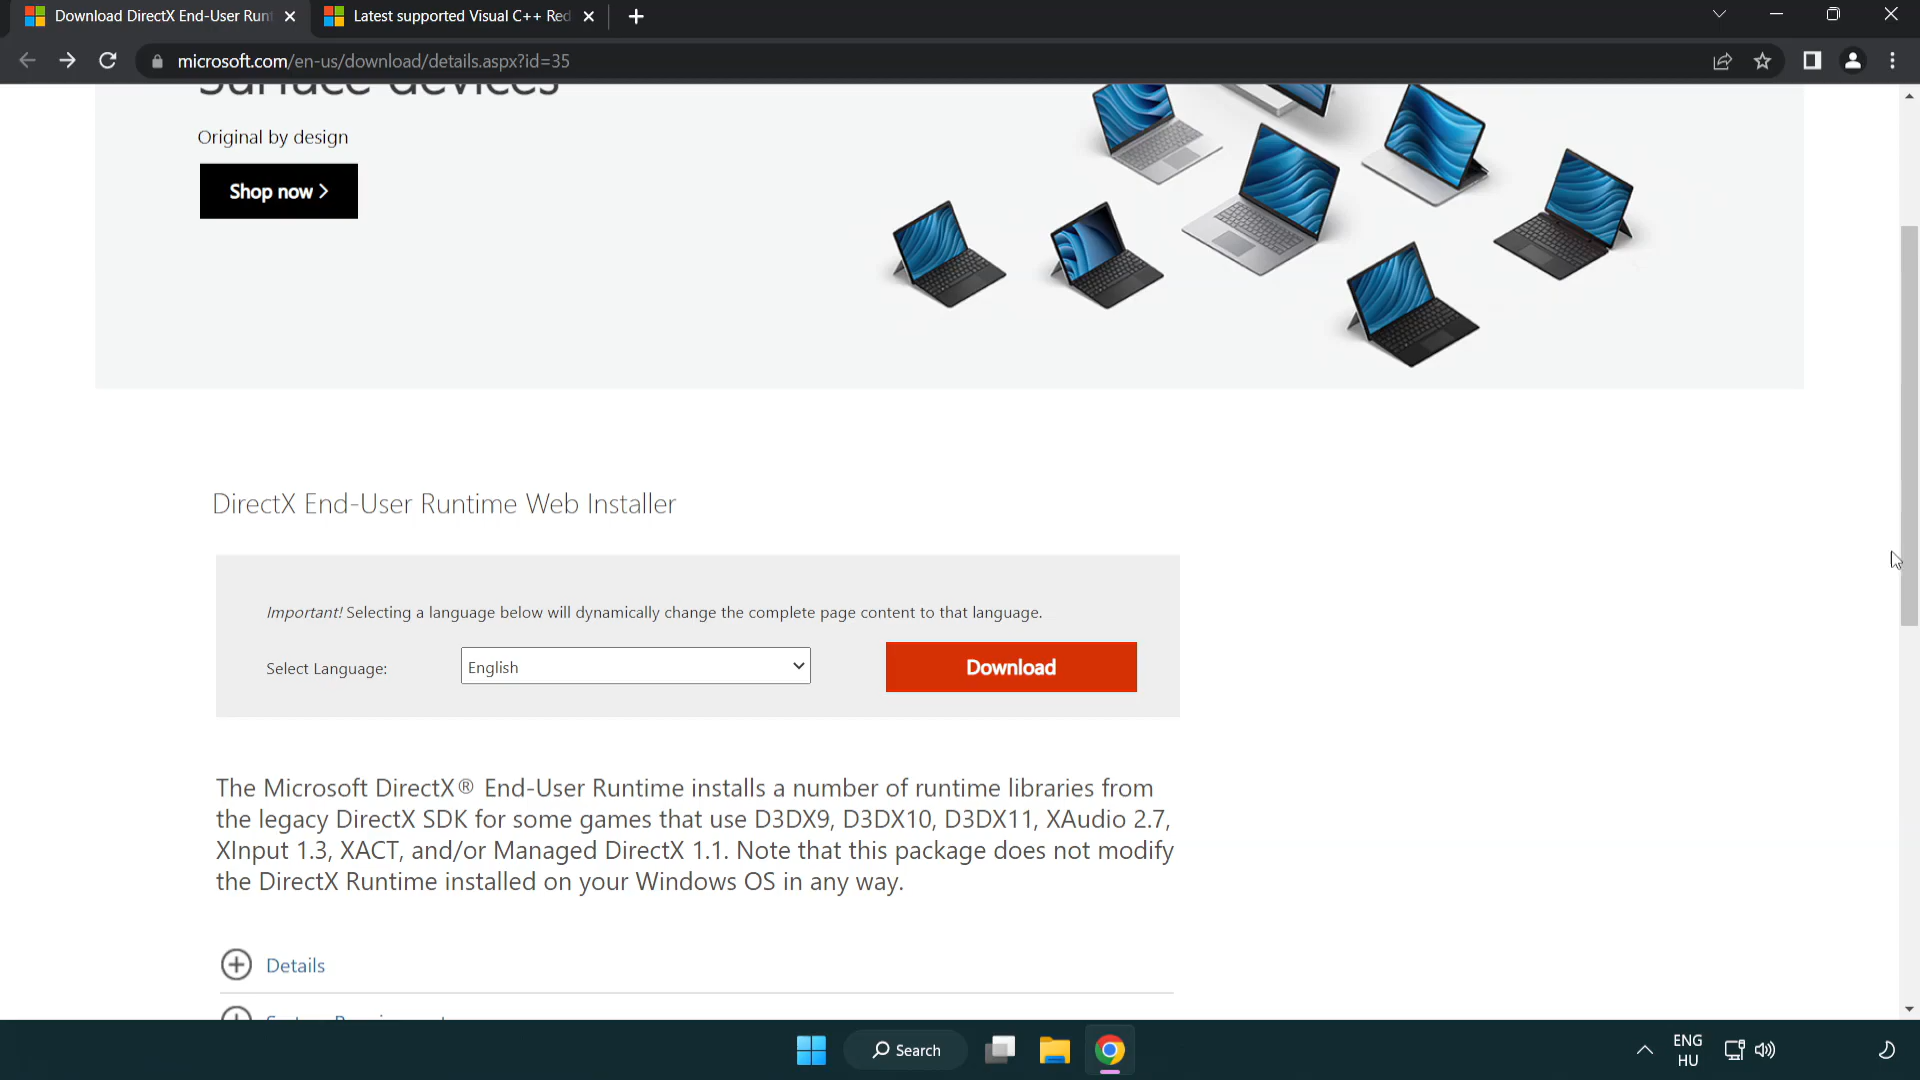 Download DirectX End-User Runt
Latest supported Visual C++ Red
microsoft.com/en-us/download/details.aspx?id=35
Surface devices
Original by design
Shop now >
DirectX End-User Runtime Web Installer
Important! Selecting a language below will dynamically change the complete page content to that language.
Select Language:
English
Download
The Microsoft DirectX® End-User Runtime installs a number of runtime libraries from
the legacy DirectX SDK for some games that use D3DX9, D3DX10, D3DX11, XAudio 2.7,
XInput 1.3, XACT, and/or Managed DirectX 1.1. Note that this package does not modify
the DirectX Runtime installed on your Windows OS in any way.
Details
System Requirements
Search
ENG
HU